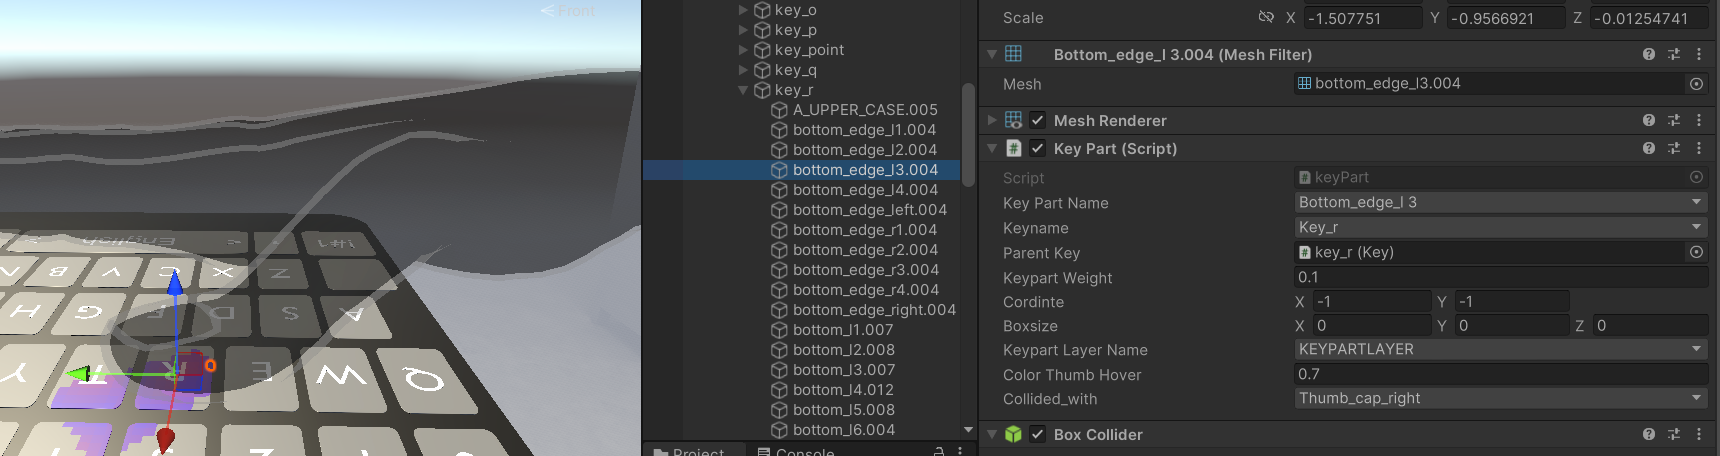 Front
English
!#1
N
B
V
C
X
Z
H
G
F
D
S
A
Y
T
R
E
W
Q
key_o
key_p
key_point
key_q
key_r
A_UPPER_CASE.005
bottom_edge_l1.004
bottom_edge_l2.004
bottom_edge_l3.004
bottom_edge_l4.004
bottom_edge_left.004
bottom_edge_r1.004
bottom_edge_r2.004
bottom_edge_r3.004
bottom_edge_r4.004
bottom_edge_right.004
bottom_l1.007
bottom_l2.008
bottom_l3.007
bottom_l4.012
bottom_l5.008
bottom_l6.004
Project
Console
Scale X -1.507751 Y -0.9566921 Z -0.01254741
Bottom_edge_l 3.004 (Mesh Filter)
Mesh bottom_edge_l3.004
Mesh Renderer
# Key Part (Script)
Script # keyPart
Key Part Name Bottom_edge_l 3
Keyname Key_r
Parent Key # key_r (Key)
Keypart Weight 0.1
Cordinte X -1 Y -1
Boxsize X 0 Y 0 Z 0
Keypart Layer Name KEYPARTLAYER
Color Thumb Hover 0.7
Collided_with Thumb_cap_right
Box Collider